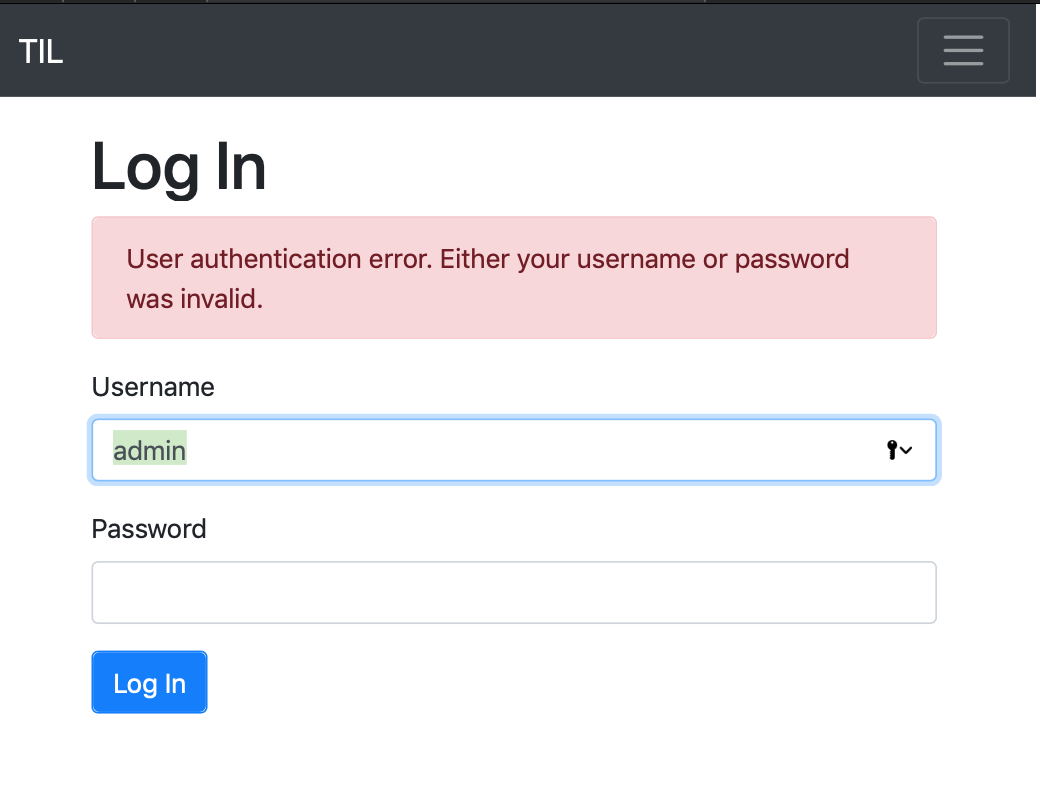 TIL
Log In
User authentication error. Either your username or password
was invalid.
Username
admin
Password
Log In